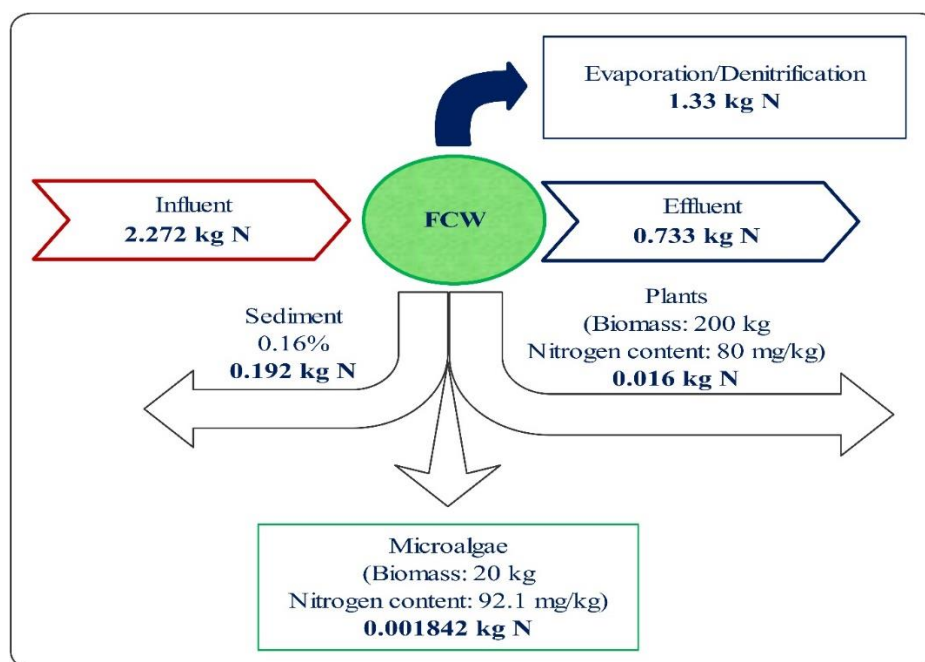 Evaporation/Denitrification
1.33 kg N
Influent
2.272 kg N
FCW
Effluent
0.733 kg N
Sediment
0.16%
0.192 kg N
Plants
(Biomass: 200 kg
Nitrogen content: 80 mg/kg)
0.016 kg N
Microalgae
(Biomass: 20 kg
Nitrogen content: 92.1 mg/kg)
0.001842 kg N